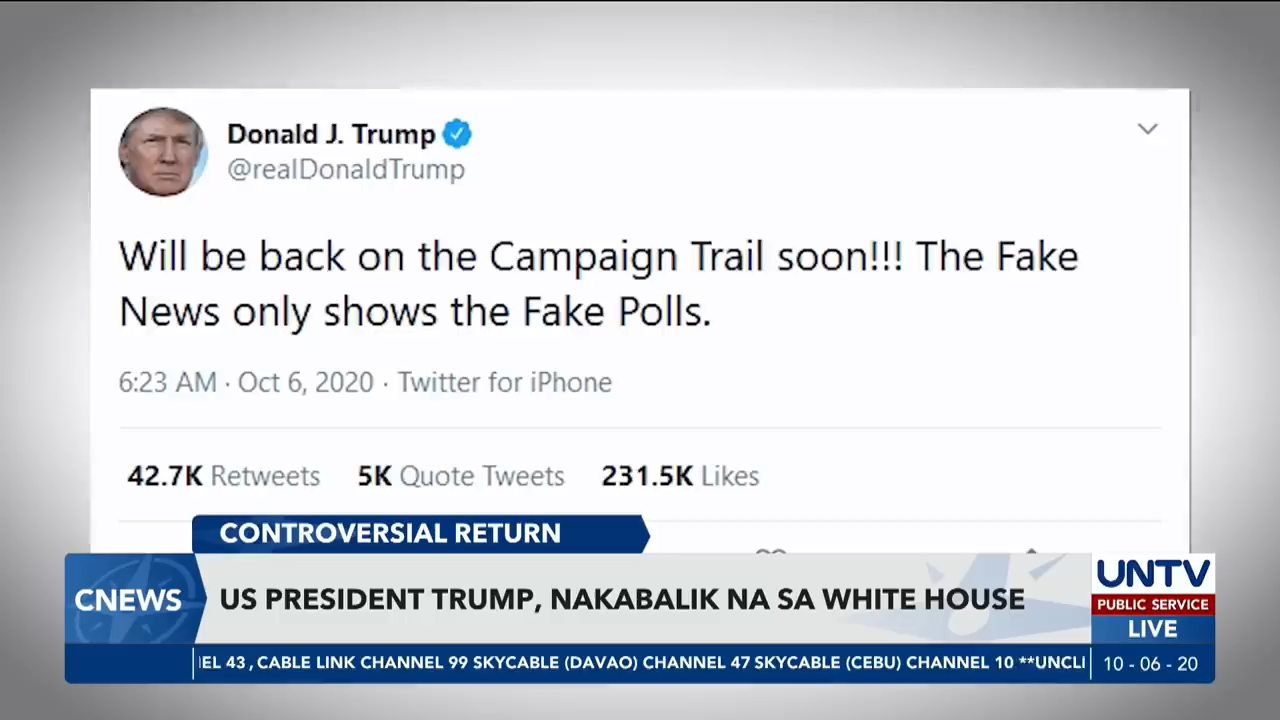 Donald J. Trump
@realDonaldTrump
Will be back on the Campaign Trail soon!!! The Fake
News only shows the Fake Polls.
6:23 AM · Oct 6, 2020 · Twitter for iPhone
42.7K Retweets 5K Quote Tweets 231.5K Likes
CONTROVERSIAL RETURN
CNEWS
US PRESIDENT TRUMP, NAKABALIK NA SA WHITE HOUSE
UNTV
PUBLIC SERVICE
LIVE
EL 43 , CABLE LINK CHANNEL 99 SKYCABLE (DAVAO) CHANNEL 47 SKYCABLE (CEBU) CHANNEL 10 **UNCLI
10 - 06 - 20